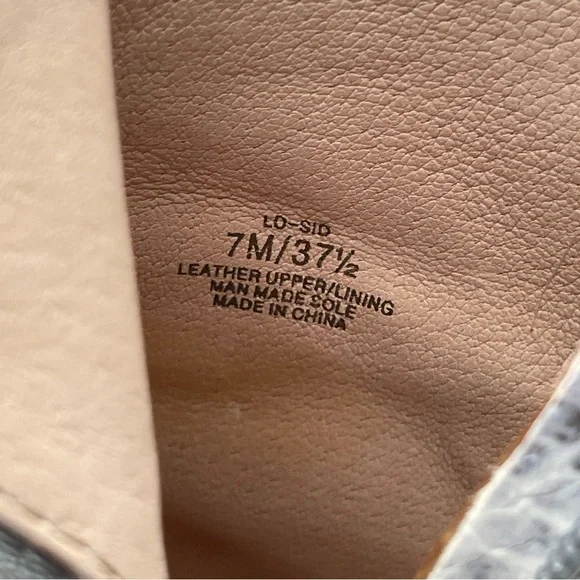 LO-SID
7M/37½
LEATHER UPPER/LINING
MAN MADE SOLE
MADE IN CHINA